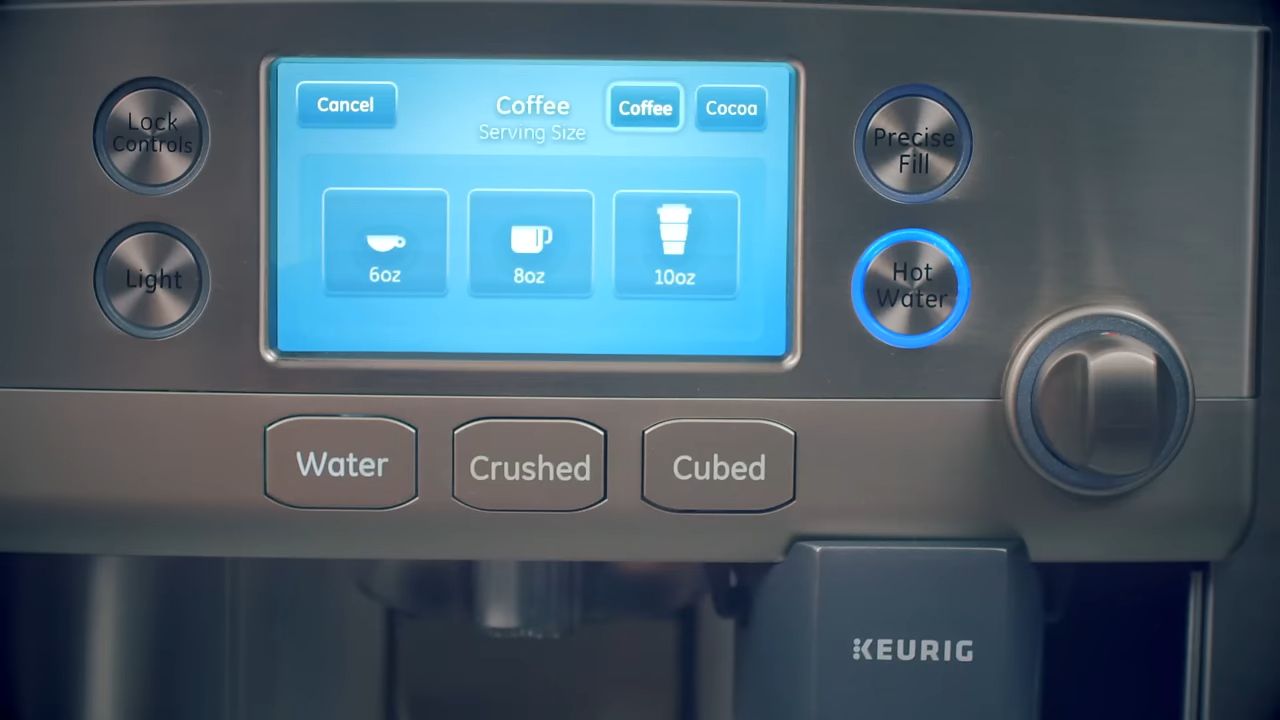 Lock
Controls
Light
Cancel
Coffee
Serving Size
Coffee
Cocoa
6oz
8oz
10oz
Precise
Fill
Hot
Water
Water
Crushed
Cubed
KEURIG